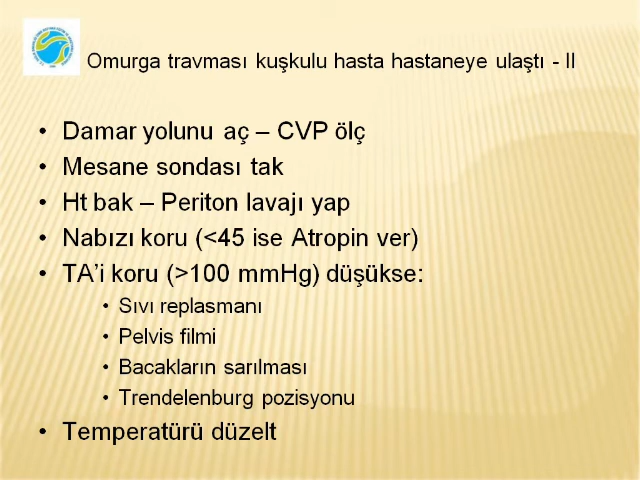 Omurga travması kuşkulu hasta hastaneye ulaştı - II
• Damar yolunu aç – CVP ölç
• Mesane sondası tak
• Ht bak – Periton lavajı yap
• Nabızı koru (<45 ise Atropin ver)
• TA’i koru (>100 mmHg) düşükse:
• Sıvı replasmanı
• Pelvis filmi
• Bacakların sarılması
• Trendelenburg pozisyonu
• Temperatürü düzelt